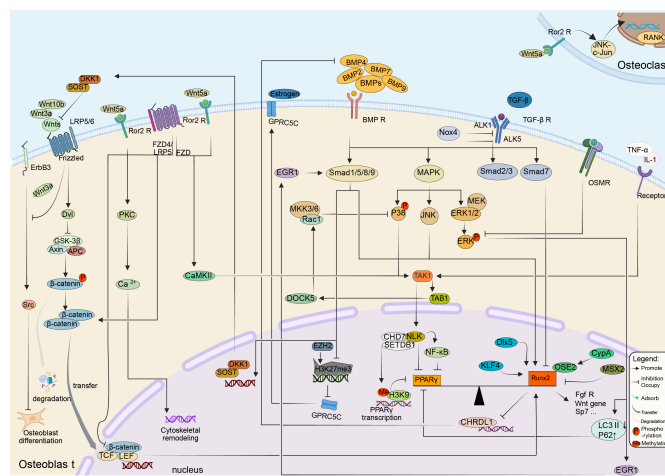 BMP4
BMP2
BMP7
BMPs
BMP9
BMP R
DKK1
SOST
Wnt10b
Wnt3a
Wnts
LRP5/6
Frizzled
ErbB3
Wnt5a
Ror2 R
FZD4/
LRP5
FZD
Ror2 R
Wnt5a
Estrogen
GPRC5C
TGF-β
TGF-β R
ALK1
ALK5
Nox4
Wnt5a
Ror2 R
JNK-
c-Jun
RANK
Osteoclas
TNF-α
IL-1
OSMR
Receptor
EGR1
Smad1/5/8/9
MAPK
Smad2/3
Smad7
Wnt3a
Dvl
PKC
MKK3/6
Rac1
P38
P
JNK
MEK
ERK1/2
ERK
P
GSK-3β
Axin
APC
β-catenin
P
Ca 2+
CaMKII
TAK1
TAB1
DOCK5
Src
β-catenin
β-catenin
degradation
transfer
Osteoblast
differentiation
Cytoskeletal
remodeling
Osteoblas t
β-catenin
TCF
LEF
nucleus
DKK1
SOST
EZH2
H3K27me3
GPRC5C
CHD7
NLK
SETDB1
NF-κB
Me
H3K9
PPARγ
transcription
PPARγ
Dlx5
KLF4
Runx2
OSE2
CypA
MSX2
CHRDL1
Fgf R
Wnt gene
Sp7 ...
LC3 II ↓
P62↑
EGR1
Legend:
Promote
Inhibition
Occupy
Adsorb
Transfer
Degradation
P
Phospho
rylation
Me
Methylatio